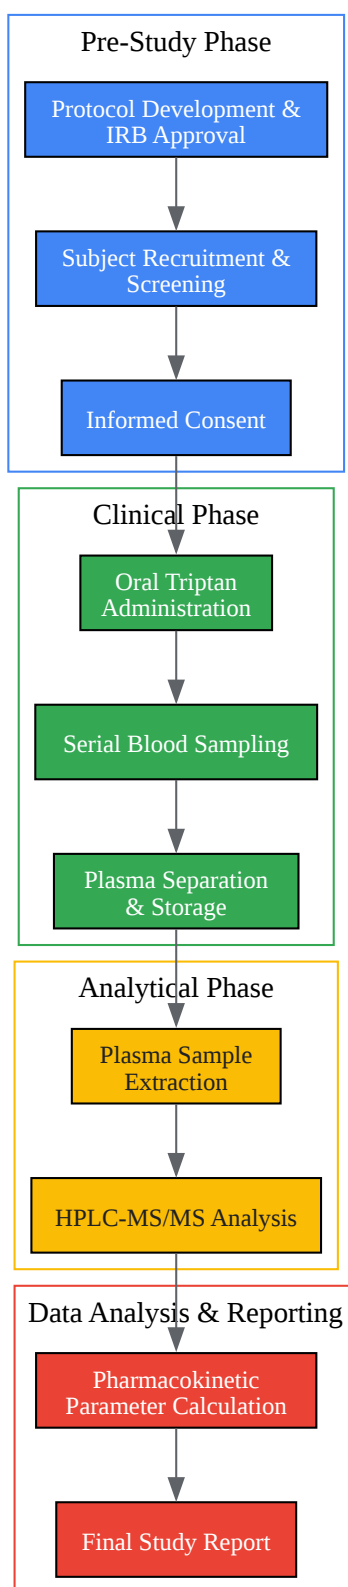 Pre-Study Phase
Protocol Development &
IRB Approval
Subject Recruitment &
Screening
Informed Consent
Clinical Phase
Oral Triptan
Administration
Serial Blood Sampling
Plasma Separation
& Storage
Analytical Phase
Plasma Sample
Extraction
HPLC-MS/MS Analysis
Data Analysis & Reporting
Pharmacokinetic
Parameter Calculation
Final Study Report